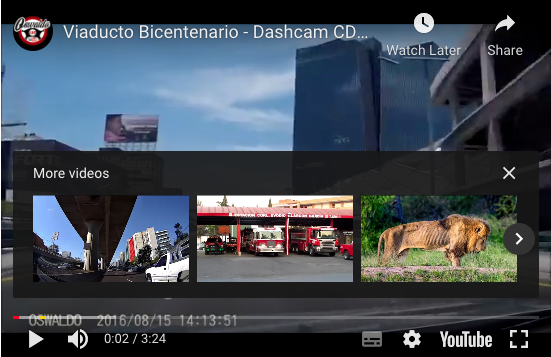 Oswaldo
Viaducto Bicentenario - Dashcam CD...
Watch Later
Share
More videos
OSWALDO 2016/08/15 14:13:51
0:02 / 3:24
YouTube